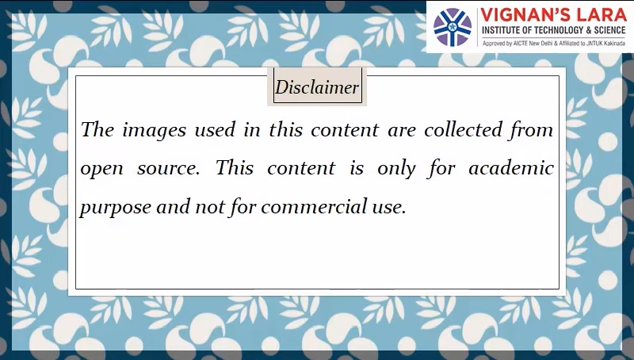 VIGNAN'S LARA
INSTITUTE OF TECHNOLOGY & SCIENCE
Approved by AICTE New Delhi & Affiliated to JNTUK Kakinada
Disclaimer
The images used in this content are collected from
open source. This content is only for academic
purpose and not for commercial use.